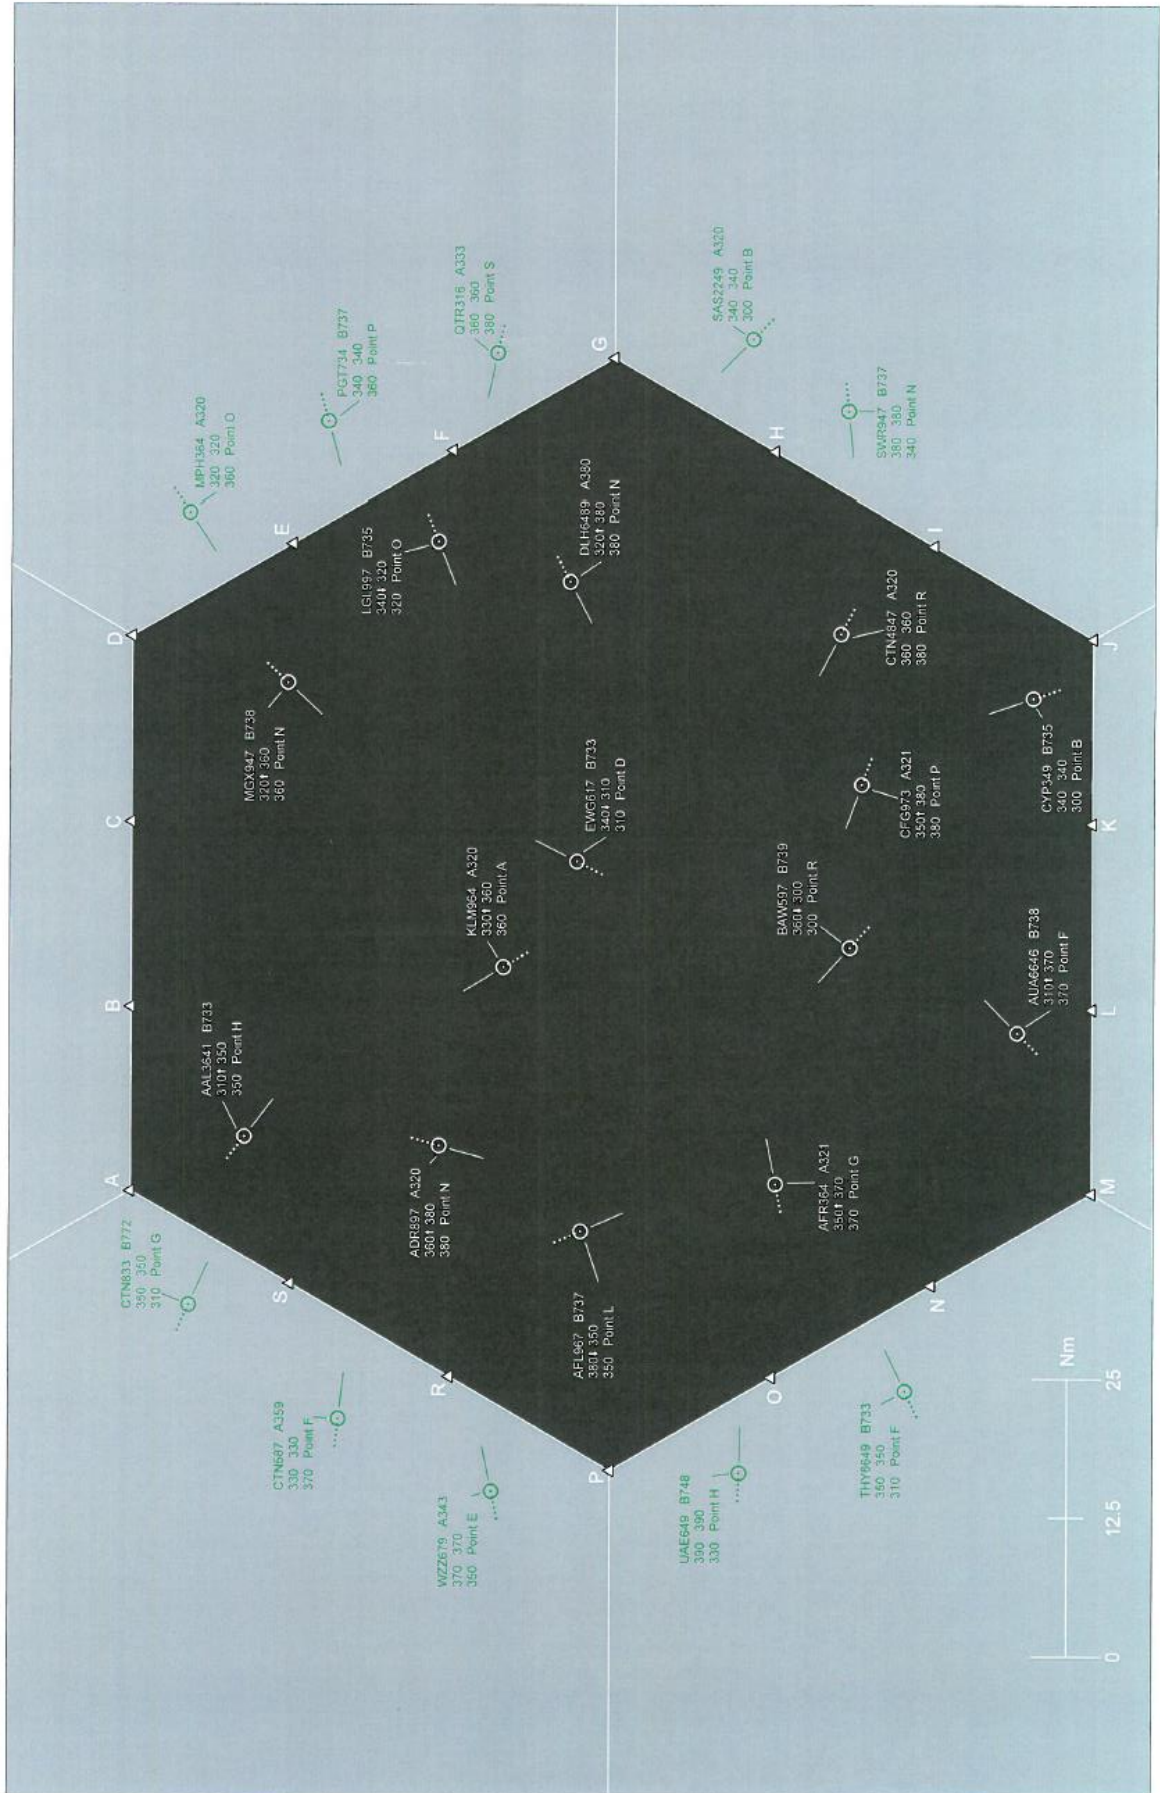 A
B
C
D
E
F
G
H
I
J
K
L
M
N
O
P
R
S
CTN833 B772
350 350
310 Point G
AAL3641 B733
310↑ 350
350 Point H
MGX947 B738
320↑ 360
360 Point N
MPH364 A320
320 320
360 Point O
PGT734 B737
340 340
360 Point P
QTR316 A333
360 360
380 Point S
LGL997 B735
340↓ 320
320 Point O
CTN587 A359
330 330
370 Point F
ADR897 A320
360↑ 380
380 Point N
KLM964 A320
330↑ 360
360 Point A
EWG617 B733
340↓ 310
310 Point D
DLH6489 A380
320↑ 380
380 Point N
WZZ679 A343
370 370
350 Point E
AFL967 B737
380↓ 350
350 Point L
SAS2249 A320
340 340
300 Point B
UAE649 B748
390 390
330 Point H
AFR364 A321
350↑ 370
370 Point G
BAW597 B739
360↓ 300
300 Point R
CFG973 A321
350↑ 380
380 Point P
CTN4847 A320
360 360
380 Point R
SWR947 B737
380 380
340 Point N
THY6649 B733
350 350
310 Point F
AUA6646 B738
310↑ 370
370 Point F
CYP349 B735
340 340
300 Point B
Nm
0 12.5 25